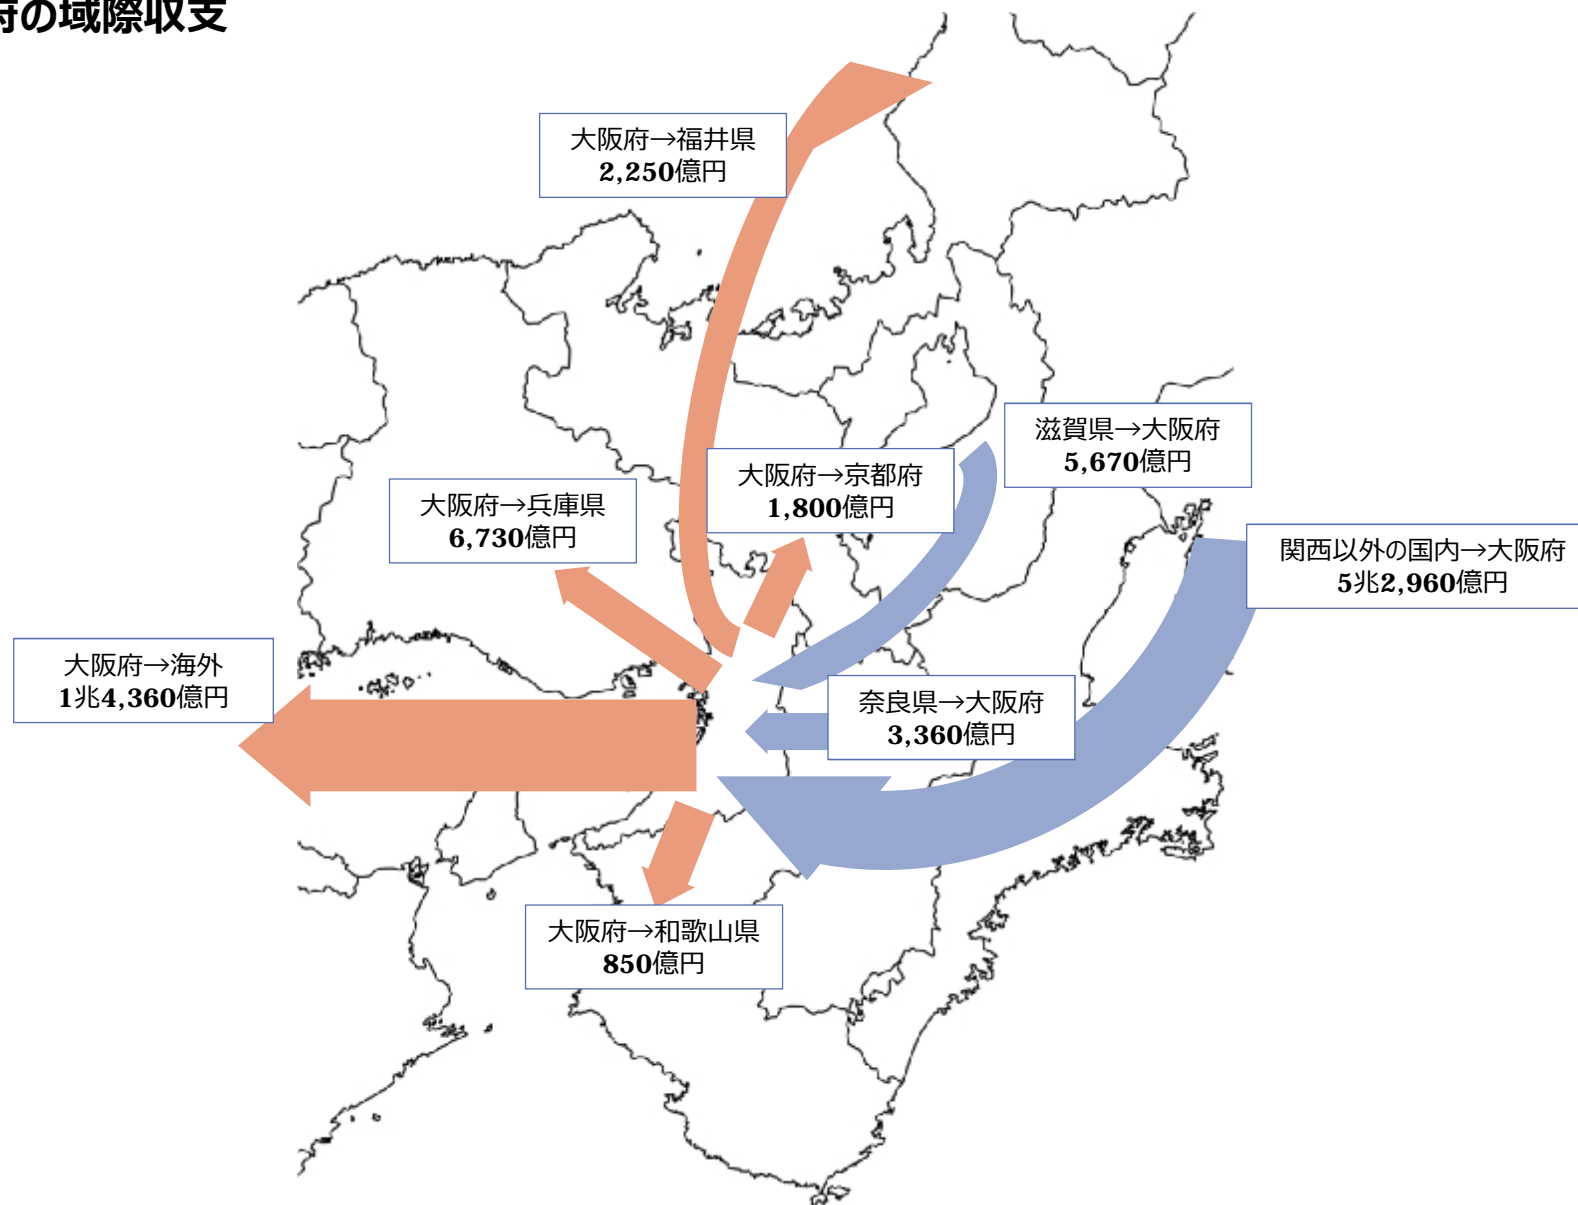 府の域際収支
大阪府→福井県
2,250億円
滋賀県→大阪府
5,670億円
大阪府→京都府
1,800億円
大阪府→兵庫県
6,730億円
関西以外の国内→大阪府
5兆2,960億円
大阪府→海外
1兆4,360億円
奈良県→大阪府
3,360億円
大阪府→和歌山県
850億円